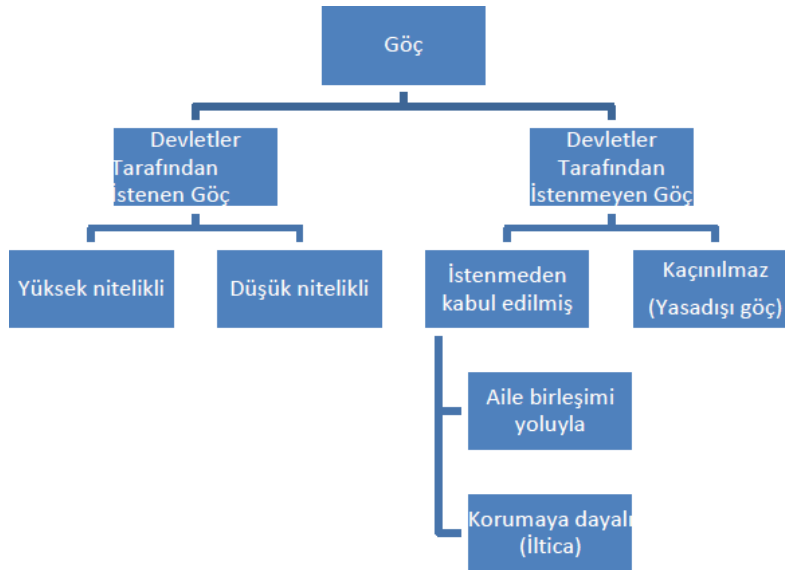 Göç
Devletler
Tarafından
İstenen Göç
Devletler
Tarafından
İstenmeyen Göç
Yüksek nitelikli
Düşük nitelikli
İstenmeden
kabul edilmiş
Kaçınılmaz
(Yasadışı göç)
Aile birleşimi
yoluyla
Korumaya dayalı
(İltica)